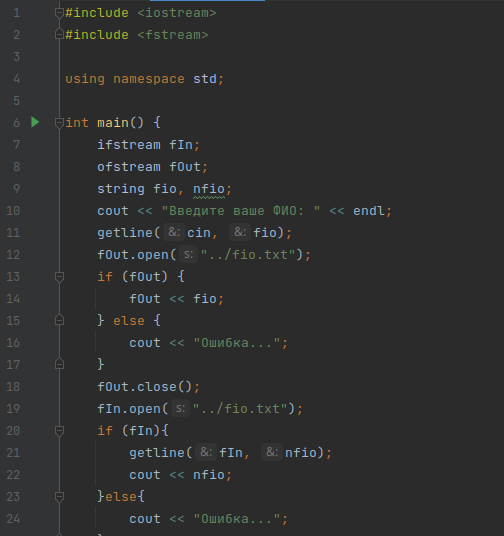 1 #include <iostream>
2 #include <fstream>
3
4 using namespace std;
5
6 int main() {
7 ifstream fIn;
8 ofstream fOut;
9 string fio, nfio;
10 cout << "Введите ваше ФИО: " << endl;
11 getline( &: cin, &: fio);
12 fOut.open( s: "../fio.txt");
13 if (fOut) {
14 fOut << fio;
15 } else {
16 cout << "Ошибка...";
17 }
18 fOut.close();
19 fIn.open( s: "../fio.txt");
20 if (fIn){
21 getline( &: fIn, &: nfio);
22 cout << nfio;
23 }else{
24 cout << "Ошибка...";